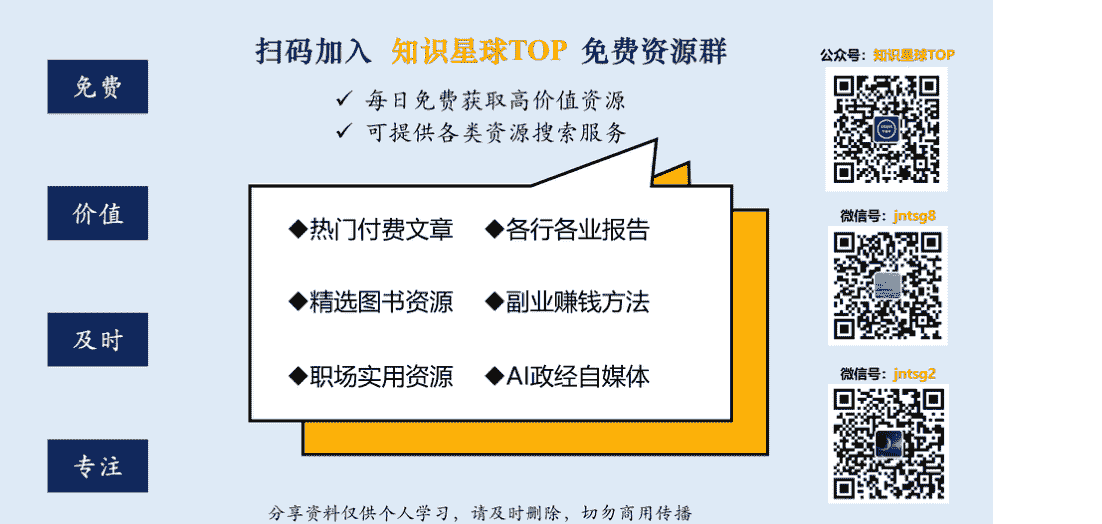 扫码加入 知识星球TOP 免费资源群
✓ 每日免费获取高价值资源
✓ 可提供各类资源搜索服务
免费
价值
及时
专注
◆热门付费文章 ◆各行各业报告
◆精选图书资源 ◆副业赚钱方法
◆职场实用资源 ◆AI政经自媒体
公众号：知识星球TOP
微信号：jntsg8
微信号：jntsg2
分享资料仅供个人学习，请及时删除，切勿商用传播